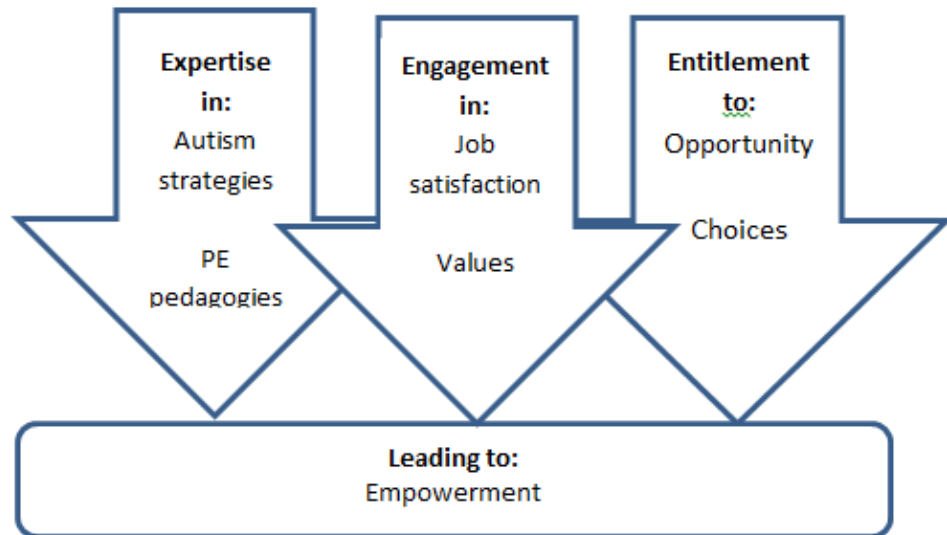 Expertise
in:
Autism
strategies
PE
pedagogies
Engagement
in:
Job
satisfaction
Values
Entitlement
to:
Opportunity
Choices
Leading to:
Empowerment